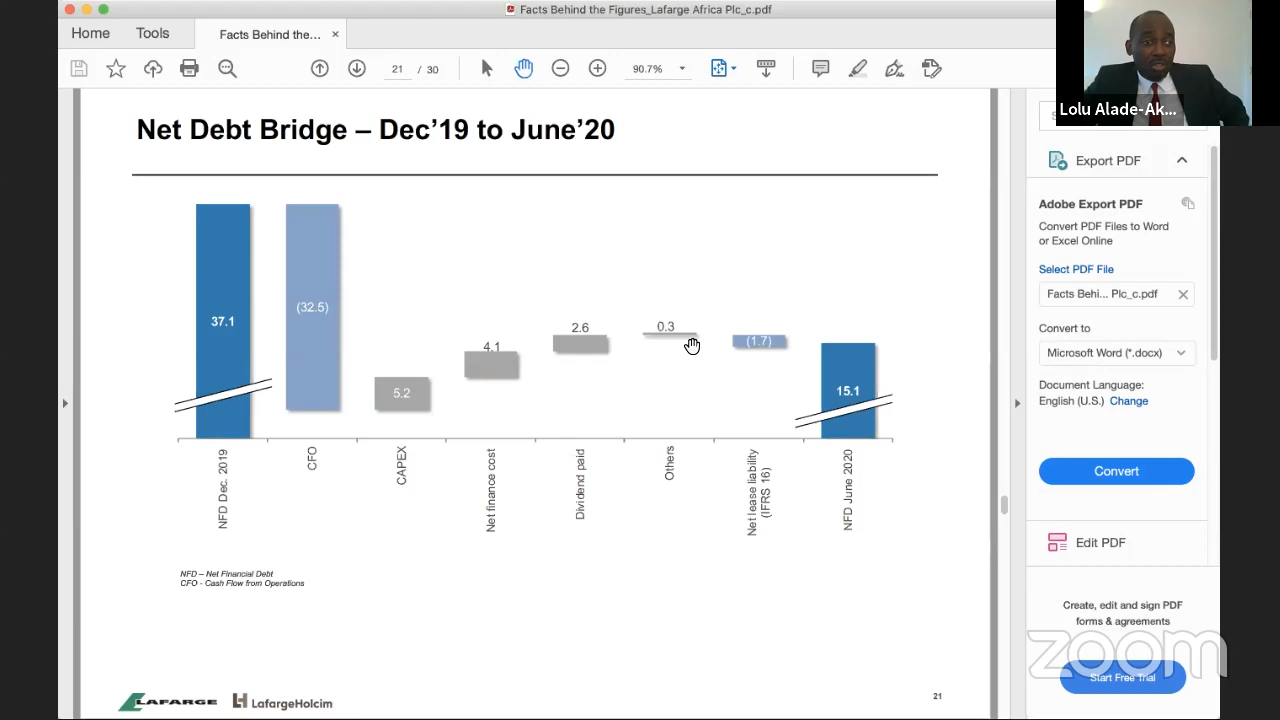 Facts Behind the Figures_Lafarge Africa Plc_c.pdf
Home
Tools
Facts Behind the...
21 / 30
90.7%
Lolu Alade-Ak...
Net Debt Bridge – Dec’19 to June’20
37.1
(32.5)
5.2
4.1
2.6
0.3
(1.7)
15.1
NFD Dec. 2019
CFO
CAPEX
Net finance cost
Dividend paid
Others
Net lease liability
(IFRS 16)
NFD June 2020
NFD – Net Financial Debt
CFO - Cash Flow from Operations
LAFARGE
LafargeHolcim
21
Export PDF
Adobe Export PDF
Convert PDF Files to Word
or Excel Online
Select PDF File
Facts Behi... Plc_c.pdf
Convert to
Microsoft Word (*.docx)
Document Language:
English (U.S.) Change
Convert
Edit PDF
Create, edit and sign PDF
forms & agreements
zoom
Start Free Trial